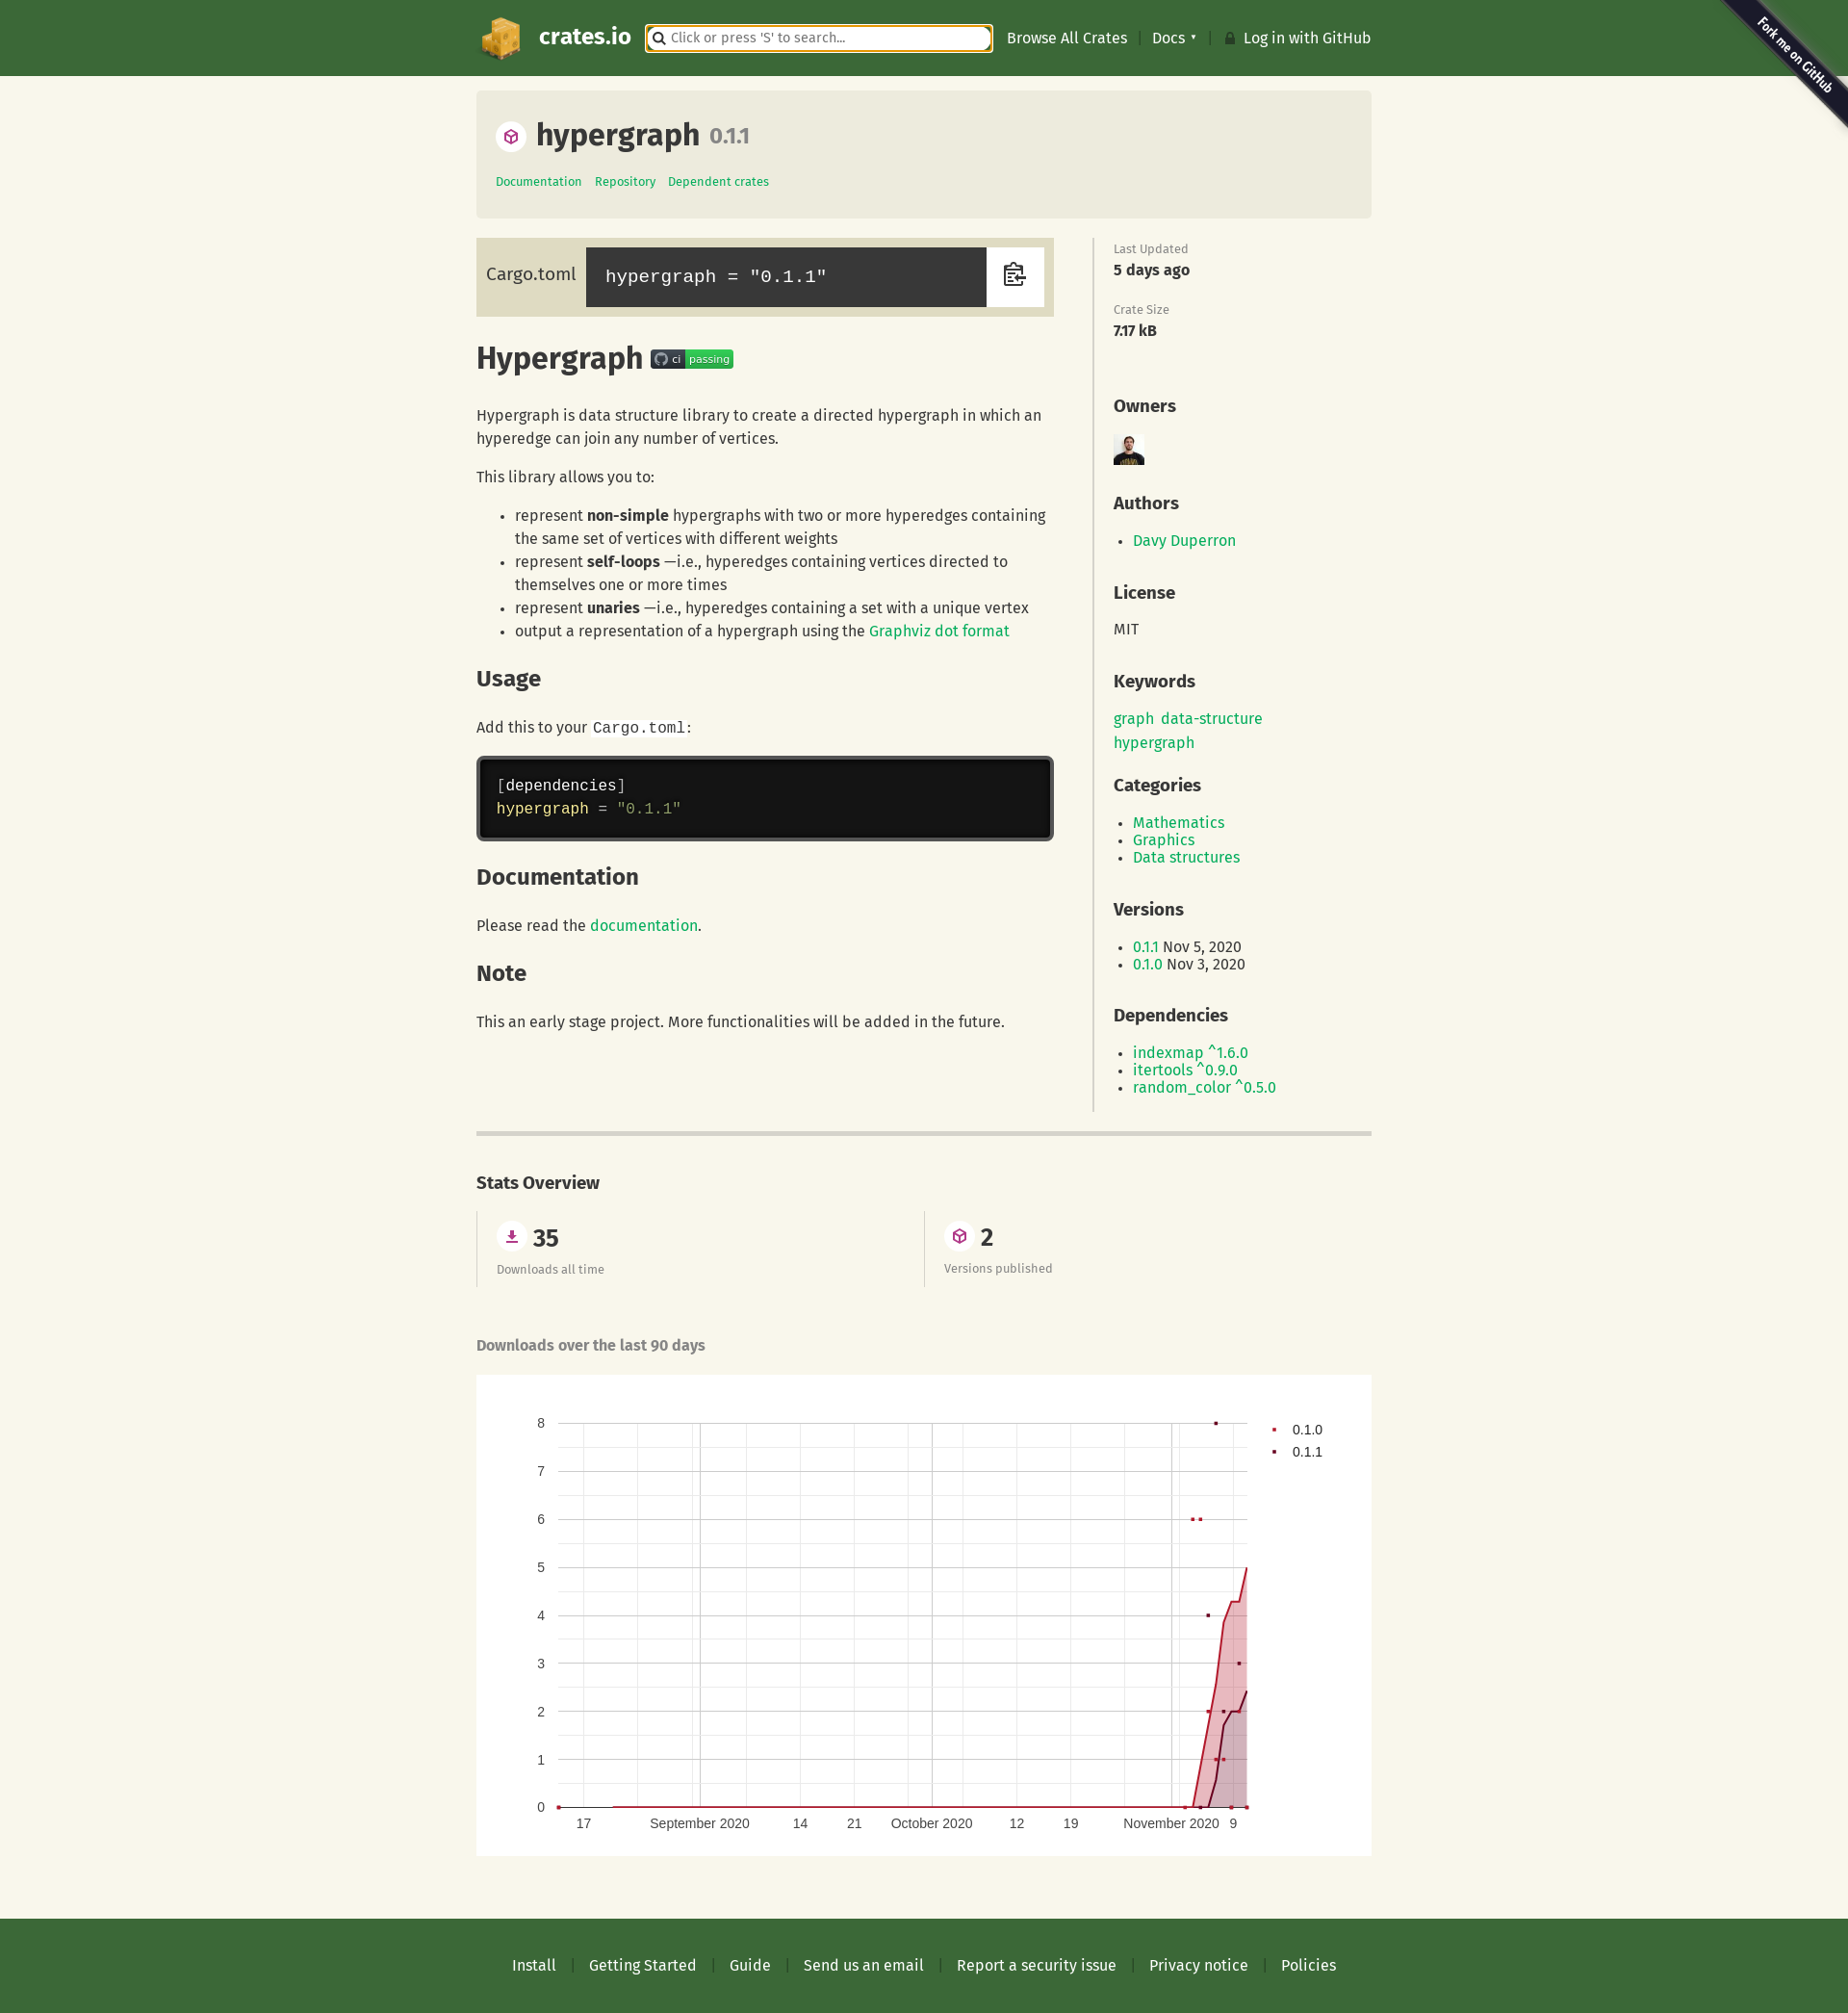 crates.io
Click or press 'S' to search...
Browse All Crates
Docs ▼
Log in with GitHub
Fork me on GitHub
hypergraph 0.1.1
Documentation Repository Dependent crates
Cargo.toml
hypergraph = "0.1.1"
Hypergraph ci passing
Hypergraph is data structure library to create a directed hypergraph in which an
hyperedge can join any number of vertices.
This library allows you to:
• represent non-simple hypergraphs with two or more hyperedges containing
the same set of vertices with different weights
• represent self-loops —i.e., hyperedges containing vertices directed to
themselves one or more times
• represent unaries —i.e., hyperedges containing a set with a unique vertex
• output a representation of a hypergraph using the Graphviz dot format
Usage
Add this to your Cargo.toml:
[dependencies]
hypergraph = "0.1.1"
Documentation
Please read the documentation.
Note
This an early stage project. More functionalities will be added in the future.
Last Updated
5 days ago
Crate Size
7.17 kB
Owners
Authors
• Davy Duperron
License
MIT
Keywords
graph data-structure
hypergraph
Categories
• Mathematics
• Graphics
• Data structures
Versions
• 0.1.1 Nov 5, 2020
• 0.1.0 Nov 3, 2020
Dependencies
• indexmap ^1.6.0
• itertools ^0.9.0
• random_color ^0.5.0
Stats Overview
35
Downloads all time
2
Versions published
Downloads over the last 90 days
8
7
6
5
4
3
2
1
0
17 September 2020 14 21 October 2020 12 19 November 2020 9
0.1.0
0.1.1
Install | Getting Started | Guide | Send us an email | Report a security issue | Privacy notice | Policies